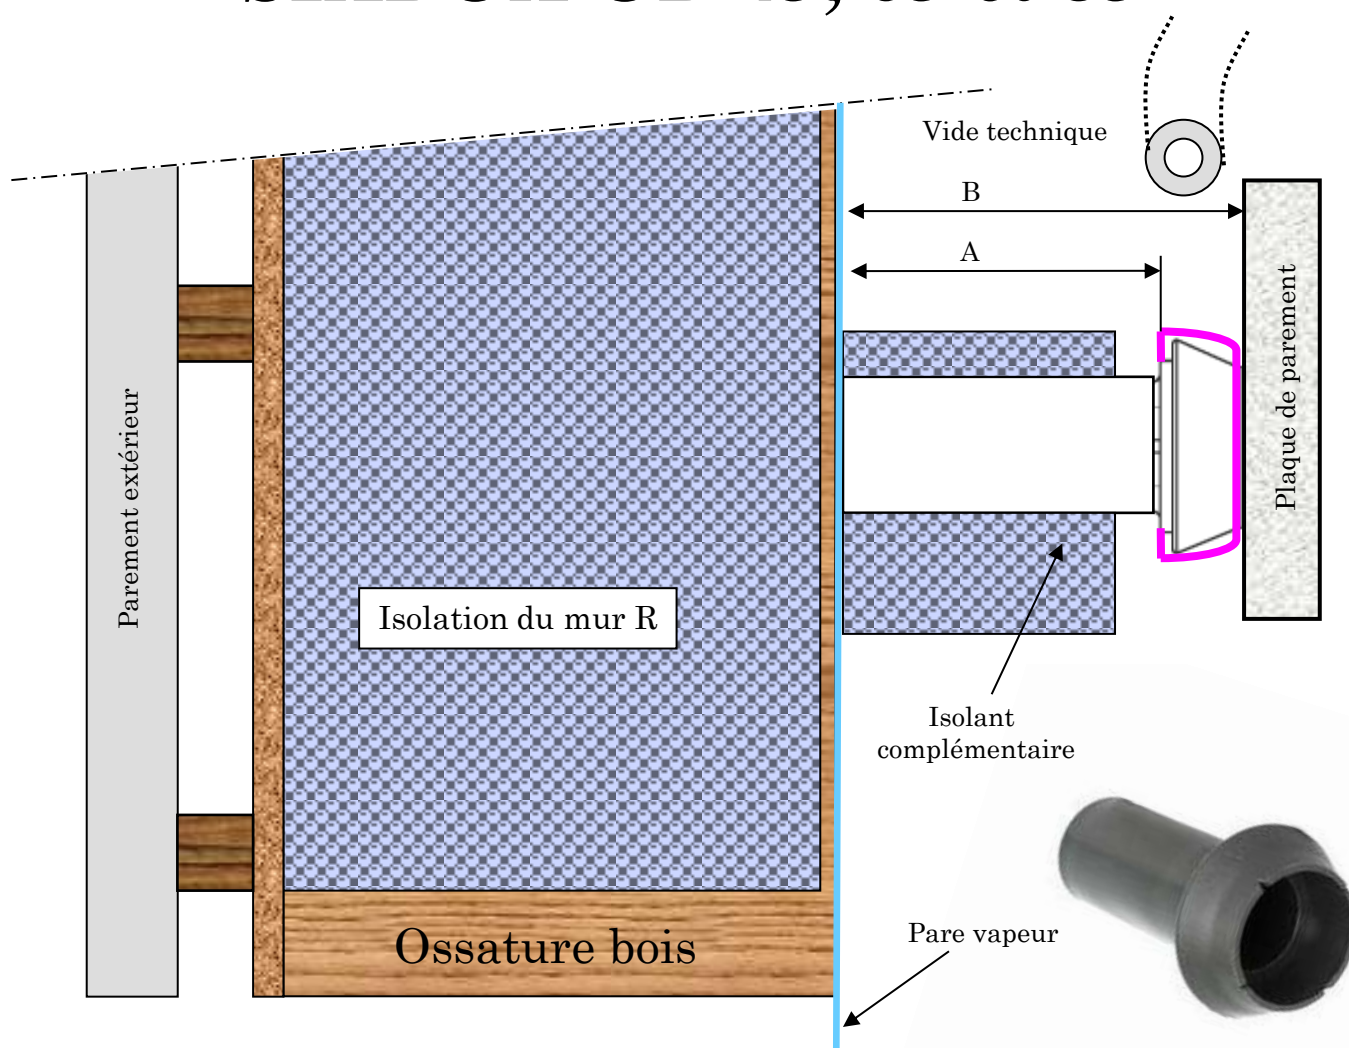 Vide technique
B
A
Parement extérieur
Plaque de parement
Isolation du mur R
Isolant
complémentaire
Pare vapeur
Ossature bois